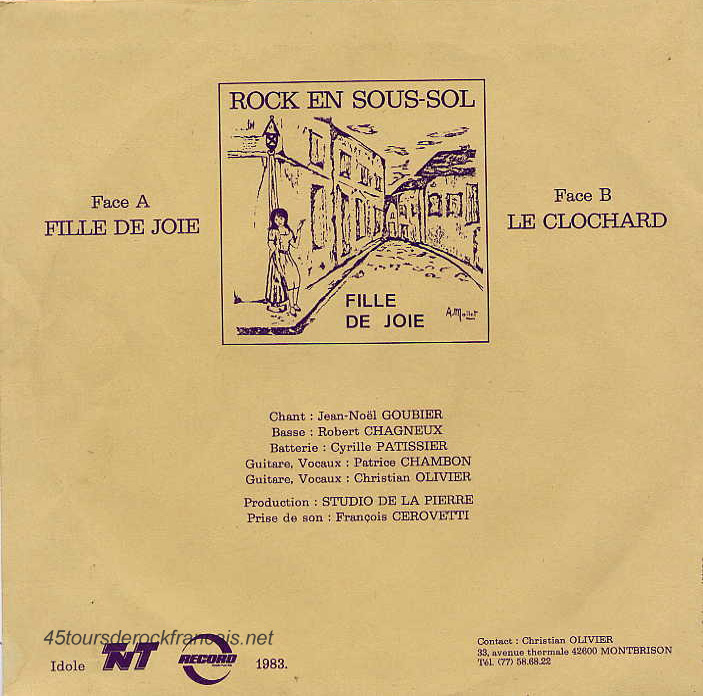 ROCK EN SOUS-SOL
Face A
FILLE DE JOIE
Face B
LE CLOCHARD
FILLE
DE JOIE
A. Mollet
Chant : Jean-Noël GOUBIER
Basse : Robert CHAGNEUX
Batterie : Cyrille PATISSIER
Guitare, Vocaux : Patrice CHAMBON
Guitare, Vocaux : Christian OLIVIER
Production : STUDIO DE LA PIERRE
Prise de son : François CEROVETTI
45toursderockfrancais.net
Idole TNT RECORD 1983.
Contact : Christian OLIVIER
33, avenue thermale 42600 MONTBRISON
Tél. (77) 58.68.22